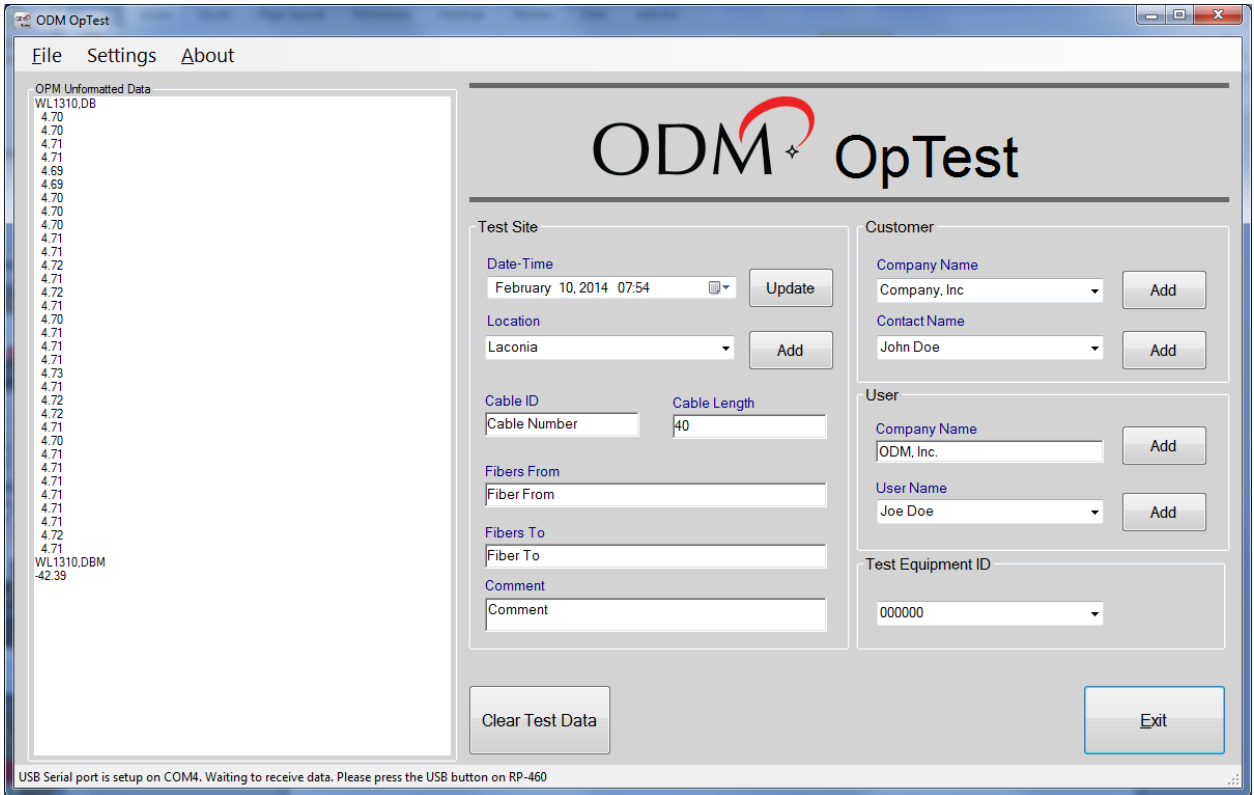 ODM OpTest
File Settings About
OPM Unformatted Data
WL1310,DB
4.70
4.70
4.71
4.71
4.69
4.69
4.70
4.70
4.70
4.71
4.71
4.72
4.71
4.72
4.71
4.70
4.71
4.71
4.71
4.73
4.71
4.72
4.72
4.71
4.70
4.71
4.71
4.71
4.71
4.71
4.71
4.72
4.71
WL1310,DBM
-42.39
ODM OpTest
Test Site
Date-Time
February 10, 2014 07:54
Update
Location
Laconia
Add
Cable ID
Cable Length
Cable Number
40
Fibers From
Fiber From
Fibers To
Fiber To
Comment
Comment
Customer
Company Name
Company, Inc
Add
Contact Name
John Doe
Add
User
Company Name
ODM, Inc.
Add
User Name
Joe Doe
Add
Test Equipment ID
000000
Clear Test Data
Exit
USB Serial port is setup on COM4. Waiting to receive data. Please press the USB button on RP-460